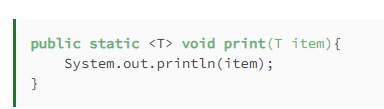 public static <T> void print(T item){
    System.out.println(item);
}